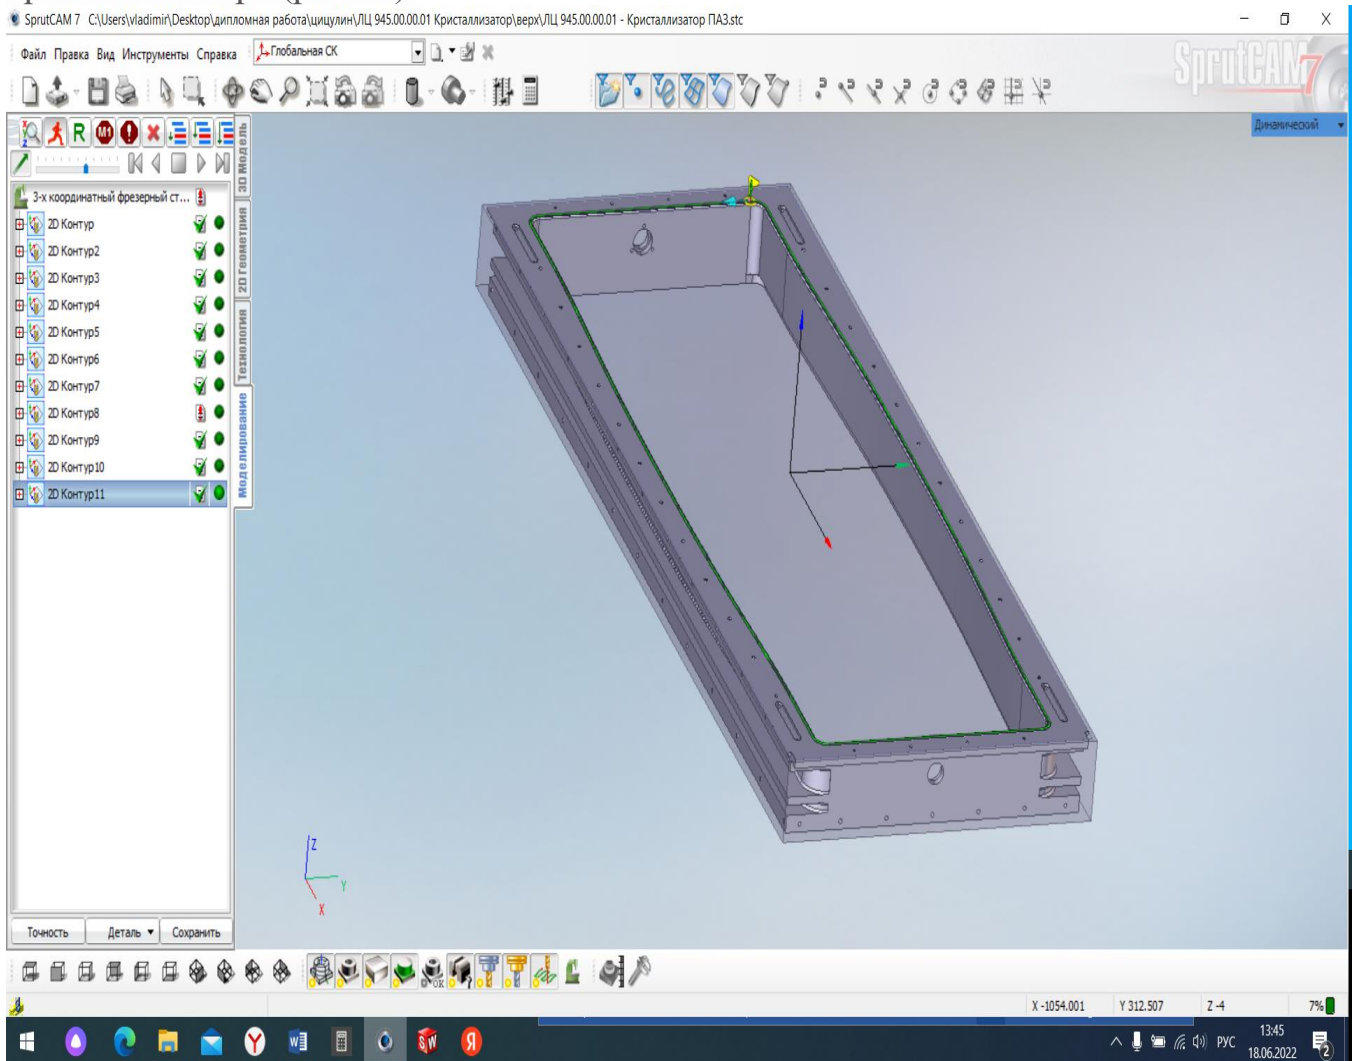 SprutCAM 7 C:\Users\vladimir\Desktop\дипломная работа\цицулин\ЛЦ 945.00.00.01 Кристаллизатор\верх\ЛЦ 945.00.00.01 - Кристаллизатор ПАЗ.stc
Файл Правка Вид Инструменты Справка
Глобальная СК
SprutCAM7
Динамический
R
M1
3D Модель
2D Геометрия
Технология
Моделирование
3-х координатный фрезерный ст...
2D Контур
2D Контур2
2D Контур3
2D Контур4
2D Контур5
2D Контур6
2D Контур7
2D Контур8
2D Контур9
2D Контур10
2D Контур11
Z
Y
X
Точность Деталь Сохранить
X -1054.001 Y 312.507 Z -4 7%
РУС
13:45
18.06.2022